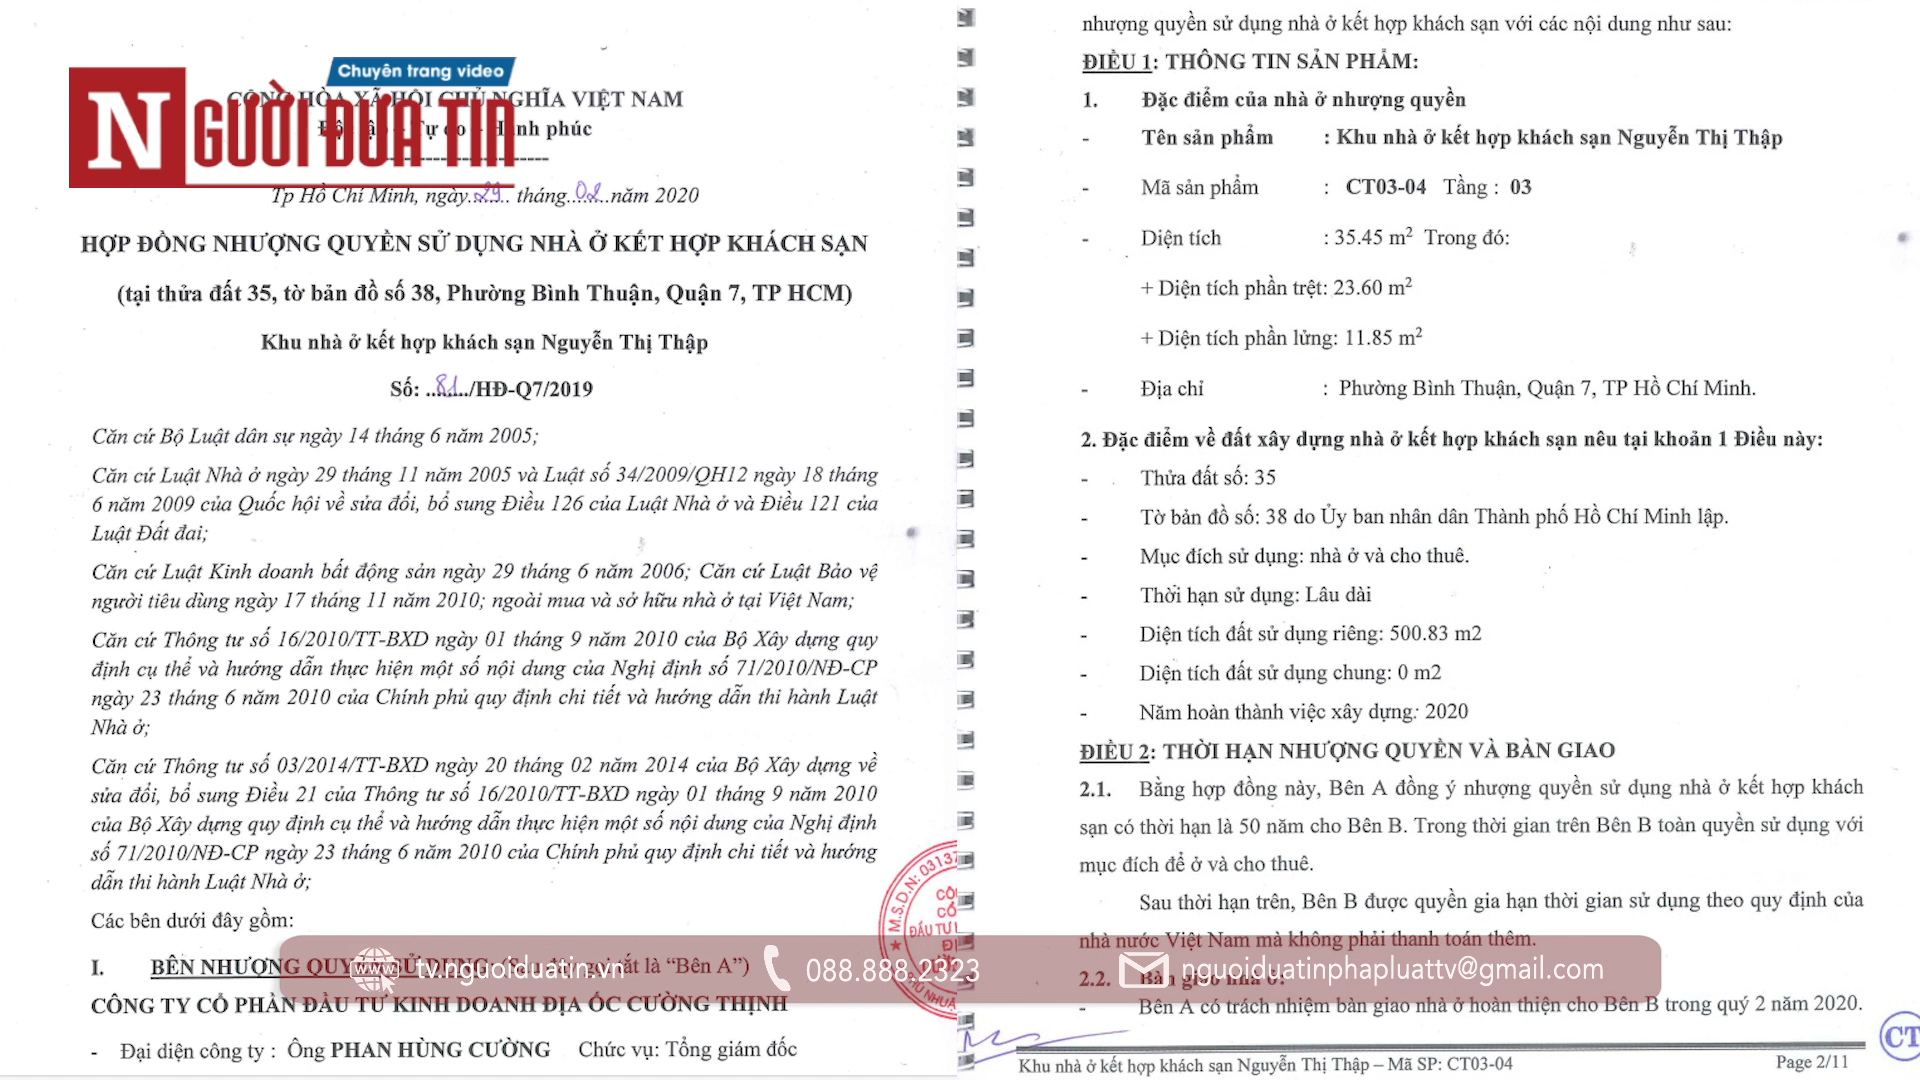 Chuyên trang video
NGƯỜI ĐƯA TIN
CỘNG HÒA XÃ HỘI CHỦ NGHĨA VIỆT NAM
Độc lập - Tự do - Hạnh phúc
Tp Hồ Chí Minh, ngày 29 tháng 02 năm 2020
HỢP ĐỒNG NHƯỢNG QUYỀN SỬ DỤNG NHÀ Ở KẾT HỢP KHÁCH SẠN
(tại thửa đất 35, tờ bản đồ số 38, Phường Bình Thuận, Quận 7, TP HCM)
Khu nhà ở kết hợp khách sạn Nguyễn Thị Thập
Số: ..81../HĐ-Q7/2019
Căn cứ Bộ Luật dân sự ngày 14 tháng 6 năm 2005;
Căn cứ Luật Nhà ở ngày 29 tháng 11 năm 2005 và Luật số 34/2009/QH12 ngày 18 tháng
6 năm 2009 của Quốc hội về sửa đổi, bổ sung Điều 126 của Luật Nhà ở và Điều 121 của
Luật Đất đai;
Căn cứ Luật Kinh doanh bất động sản ngày 29 tháng 6 năm 2006; Căn cứ Luật Bảo vệ
người tiêu dùng ngày 17 tháng 11 năm 2010; ngoài mua và sở hữu nhà ở tại Việt Nam;
Căn cứ Thông tư số 16/2010/TT-BXD ngày 01 tháng 9 năm 2010 của Bộ Xây dựng quy
định cụ thể và hướng dẫn thực hiện một số nội dung của Nghị định số 71/2010/NĐ-CP
ngày 23 tháng 6 năm 2010 của Chính phủ quy định chi tiết và hướng dẫn thi hành Luật
Nhà ở;
Căn cứ Thông tư số 03/2014/TT-BXD ngày 20 tháng 02 năm 2014 của Bộ Xây dựng về
sửa đổi, bổ sung Điều 21 của Thông tư số 16/2010/TT-BXD ngày 01 tháng 9 năm 2010
của Bộ Xây dựng quy định cụ thể và hướng dẫn thực hiện một số nội dung của Nghị định
số 71/2010/NĐ-CP ngày 23 tháng 6 năm 2010 của Chính phủ quy định chi tiết và hướng
dẫn thi hành Luật Nhà ở;
Các bên dưới đây gồm:
I. BÊN NHƯỢNG QUYỀN SỬ DỤNG: (Sau đây gọi tắt là “Bên A”)
CÔNG TY CỔ PHẦN ĐẦU TƯ KINH DOANH ĐỊA ỐC CƯỜNG THỊNH
- Đại diện công ty : Ông PHAN HÙNG CƯỜNG Chức vụ: Tổng giám đốc
M.S.D.N: 03137
nhượng quyền sử dụng nhà ở kết hợp khách sạn với các nội dung như sau:
ĐIỀU 1: THÔNG TIN SẢN PHẨM:
1. Đặc điểm của nhà ở nhượng quyền
- Tên sản phẩm : Khu nhà ở kết hợp khách sạn Nguyễn Thị Thập
- Mã sản phẩm : CT03-04 Tầng : 03
- Diện tích : 35.45 m² Trong đó:
+ Diện tích phần trệt: 23.60 m²
+ Diện tích phần lửng: 11.85 m²
- Địa chỉ : Phường Bình Thuận, Quận 7, TP Hồ Chí Minh.
2. Đặc điểm về đất xây dựng nhà ở kết hợp khách sạn nêu tại khoản 1 Điều này:
- Thửa đất số: 35
- Tờ bản đồ số: 38 do Ủy ban nhân dân Thành phố Hồ Chí Minh lập.
- Mục đích sử dụng: nhà ở và cho thuê.
- Thời hạn sử dụng: Lâu dài
- Diện tích đất sử dụng riêng: 500.83 m2
- Diện tích đất sử dụng chung: 0 m2
- Năm hoàn thành việc xây dựng: 2020
ĐIỀU 2: THỜI HẠN NHƯỢNG QUYỀN VÀ BÀN GIAO
2.1. Bằng hợp đồng này, Bên A đồng ý nhượng quyền sử dụng nhà ở kết hợp khách
sạn có thời hạn là 50 năm cho Bên B. Trong thời gian trên Bên B toàn quyền sử dụng với
mục đích để ở và cho thuê.
Sau thời hạn trên, Bên B được quyền gia hạn thời gian sử dụng theo quy định của
nhà nước Việt Nam mà không phải thanh toán thêm.
2.2. Bàn giao nhà ở:
- Bên A có trách nhiệm bàn giao nhà ở hoàn thiện cho Bên B trong quý 2 năm 2020.
Khu nhà ở kết hợp khách sạn Nguyễn Thị Thập – Mã SP: CT03-04
Page 2/11
CT
www tv.nguoiduatin.vn
088.888.2323
nguoiduatinphapluattv@gmail.com